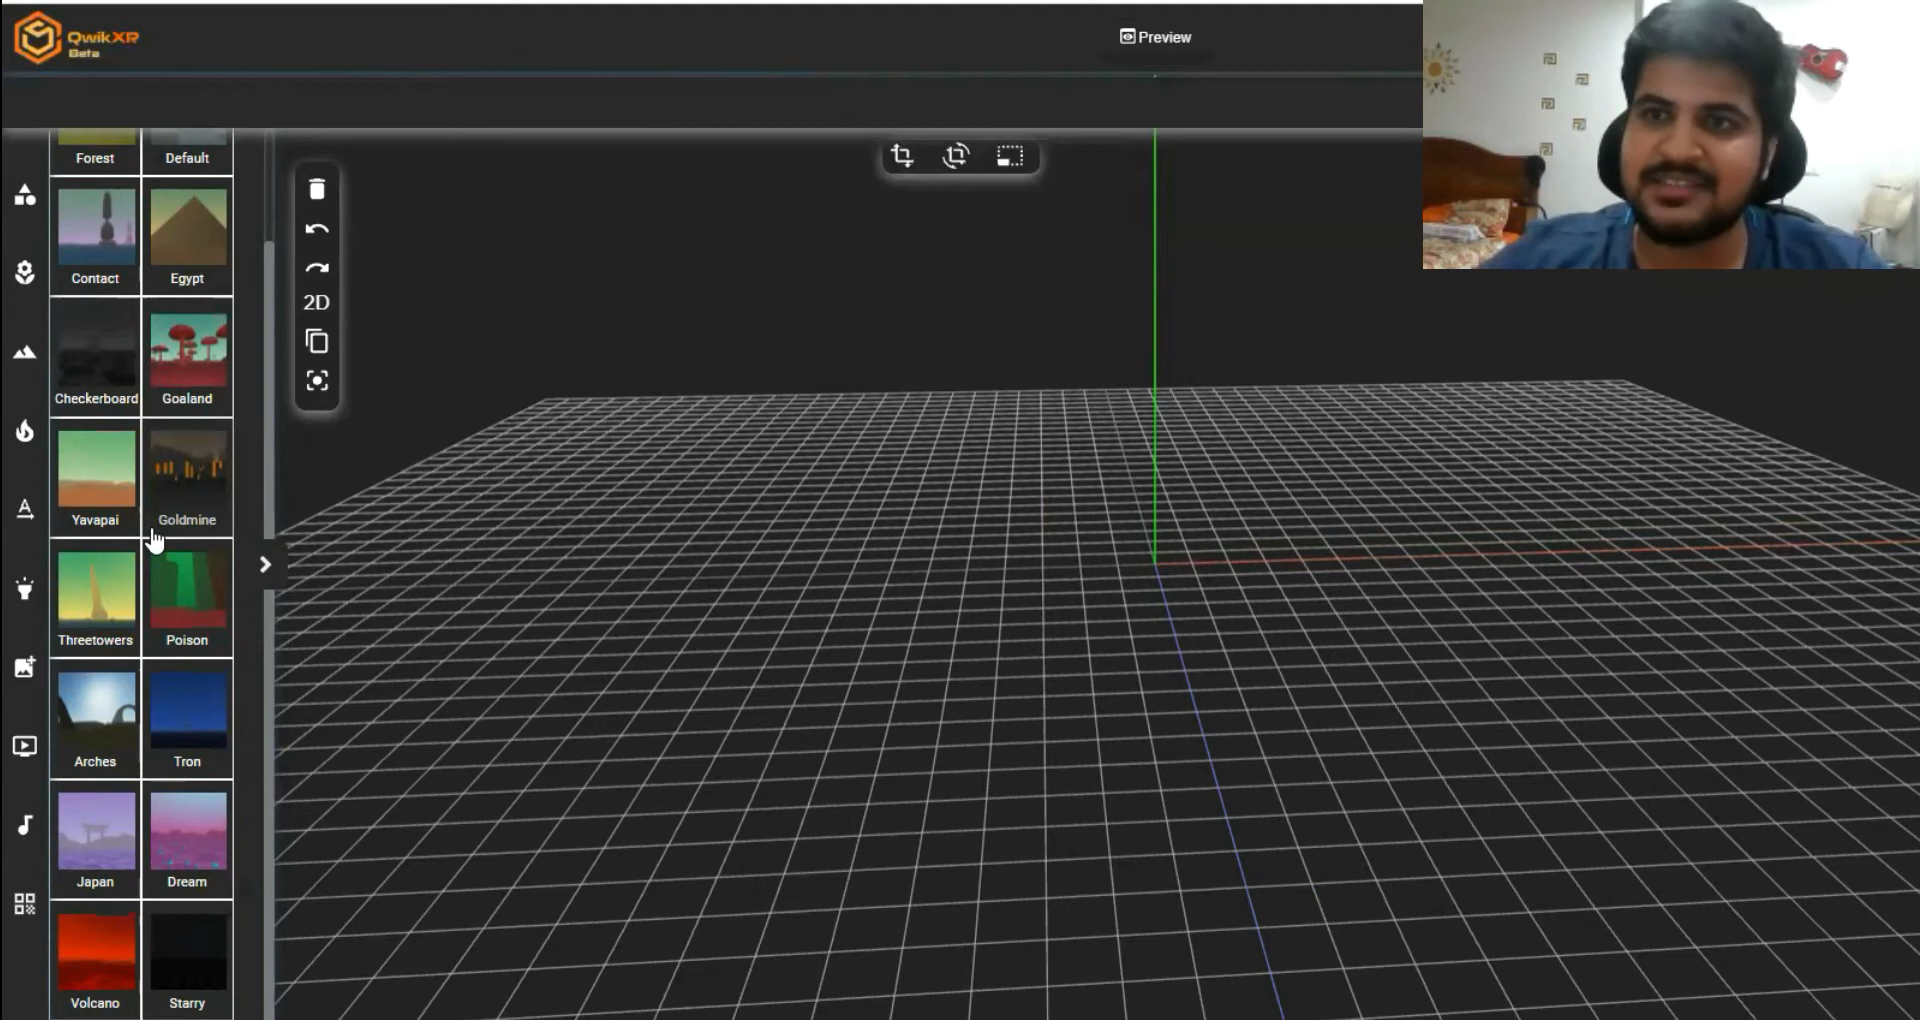 QwikXR
Beta
Preview
Forest
Default
Contact
Egypt
Checkerboard
Goaland
Yavapai
Goldmine
Threetowers
Poison
Arches
Tron
Japan
Dream
Volcano
Starry
2D